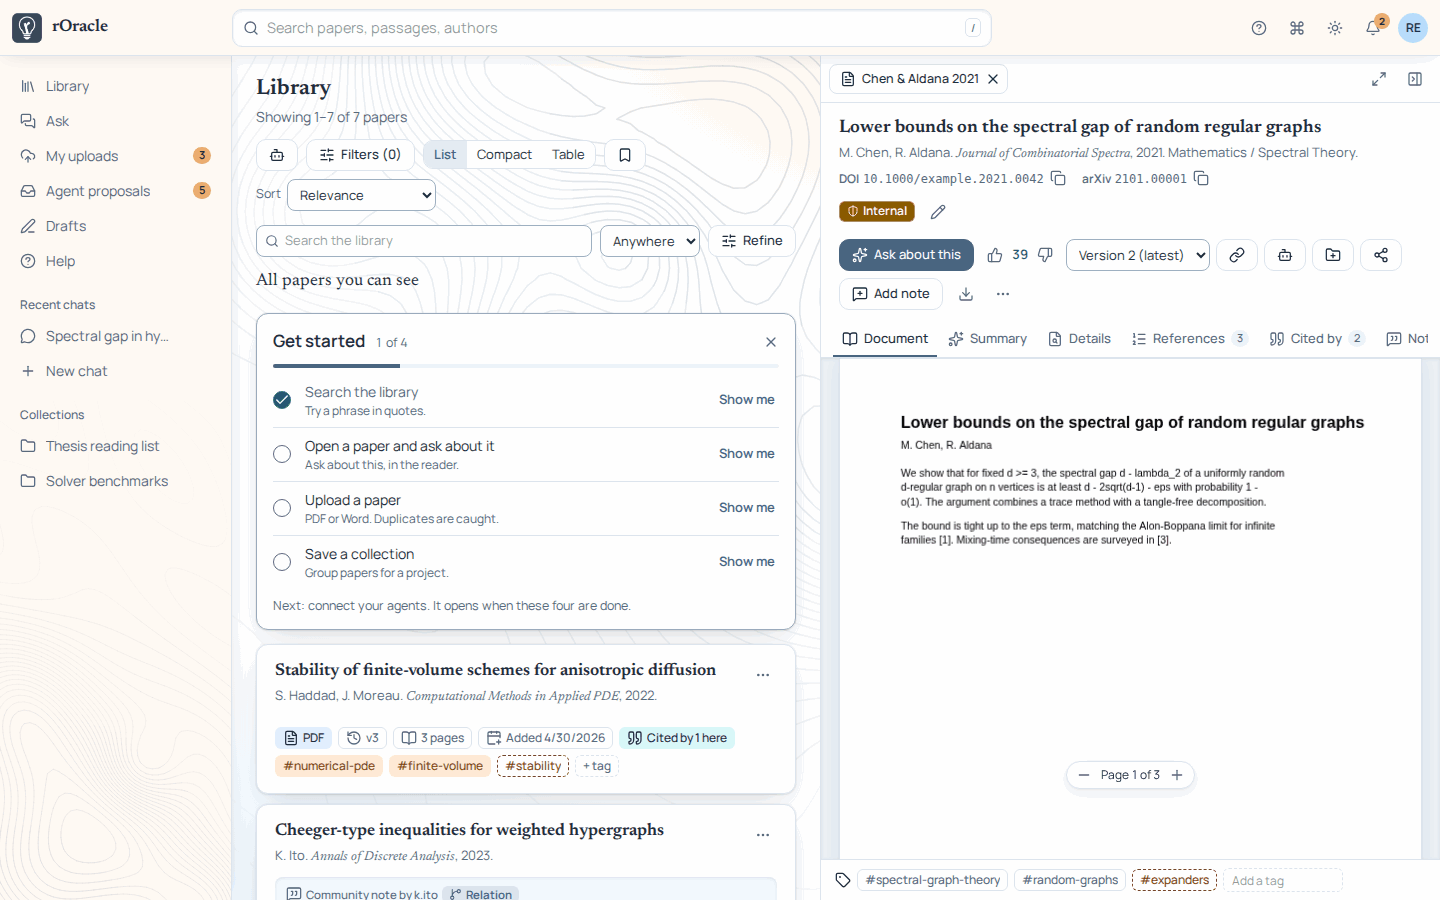 rOracle
Search papers, passages, authors
/
2
RE
Library
Ask
My uploads
3
Agent proposals
5
Drafts
Help
Recent chats
Spectral gap in hy...
New chat
Collections
Thesis reading list
Solver benchmarks
Library
Showing 1–7 of 7 papers
Filters (0)
List
Compact
Table
Sort
Relevance
Search the library
Anywhere
Refine
All papers you can see
Get started
1 of 4
Search the library
Try a phrase in quotes.
Show me
Open a paper and ask about it
Ask about this, in the reader.
Show me
Upload a paper
PDF or Word. Duplicates are caught.
Show me
Save a collection
Group papers for a project.
Show me
Next: connect your agents. It opens when these four are done.
Stability of finite-volume schemes for anisotropic diffusion
S. Haddad, J. Moreau. Computational Methods in Applied PDE, 2022.
PDF
v3
3 pages
Added 4/30/2026
Cited by 1 here
#numerical-pde
#finite-volume
#stability
+ tag
Cheeger-type inequalities for weighted hypergraphs
K. Ito. Annals of Discrete Analysis, 2023.
Community note by k.ito
Relation
Chen & Aldana 2021
Lower bounds on the spectral gap of random regular graphs
M. Chen, R. Aldana. Journal of Combinatorial Spectra, 2021. Mathematics / Spectral Theory.
DOI 10.1000/example.2021.0042
arXiv 2101.00001
Internal
Ask about this
39
Version 2 (latest)
Add note
Document
Summary
Details
References
3
Cited by
2
Not
Lower bounds on the spectral gap of random regular graphs
M. Chen, R. Aldana
We show that for fixed d >= 3, the spectral gap d - lambda_2 of a uniformly random
d-regular graph on n vertices is at least d - 2sqrt(d-1) - eps with probability 1 -
o(1). The argument combines a trace method with a tangle-free decomposition.
The bound is tight up to the eps term, matching the Alon-Boppana limit for infinite
families [1]. Mixing-time consequences are surveyed in [3].
Page 1 of 3
#spectral-graph-theory
#random-graphs
#expanders
Add a tag